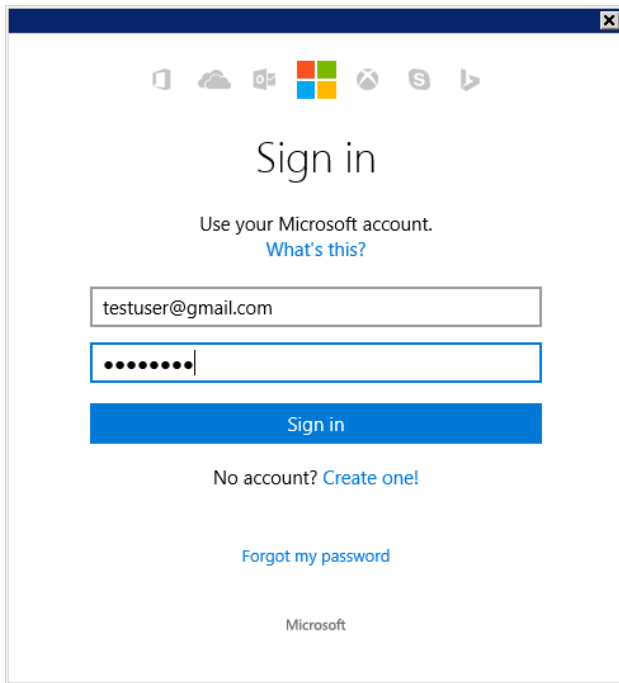 Sign in
Use your Microsoft account.
What's this?
testuser@gmail.com
••••••••
Sign in
No account? Create one!
Forgot my password
Microsoft